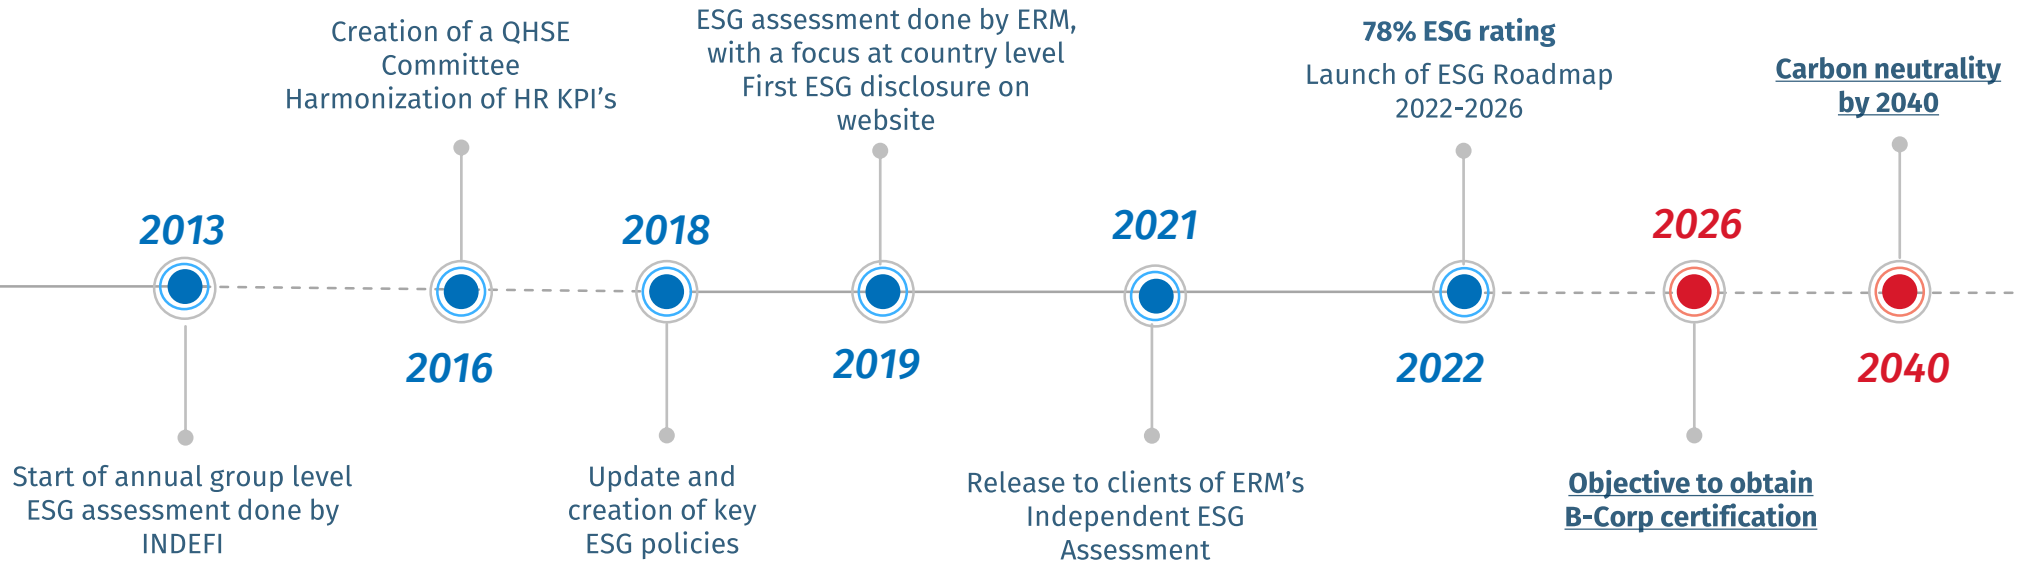 2013
Start of annual group level
ESG assessment done by
INDEFI
Creation of a QHSE
Committee
Harmonization of HR KPI's
2016
2018
Update and
creation of key
ESG policies
ESG assessment done by ERM,
with a focus at country level
First ESG disclosure on
website
2019
2021
Release to clients of ERM's
Independent ESG
Assessment
78% ESG rating
Launch of ESG Roadmap
2022-2026
2022
2026
Objective to obtain
B-Corp certification
Carbon neutrality
by 2040
2040